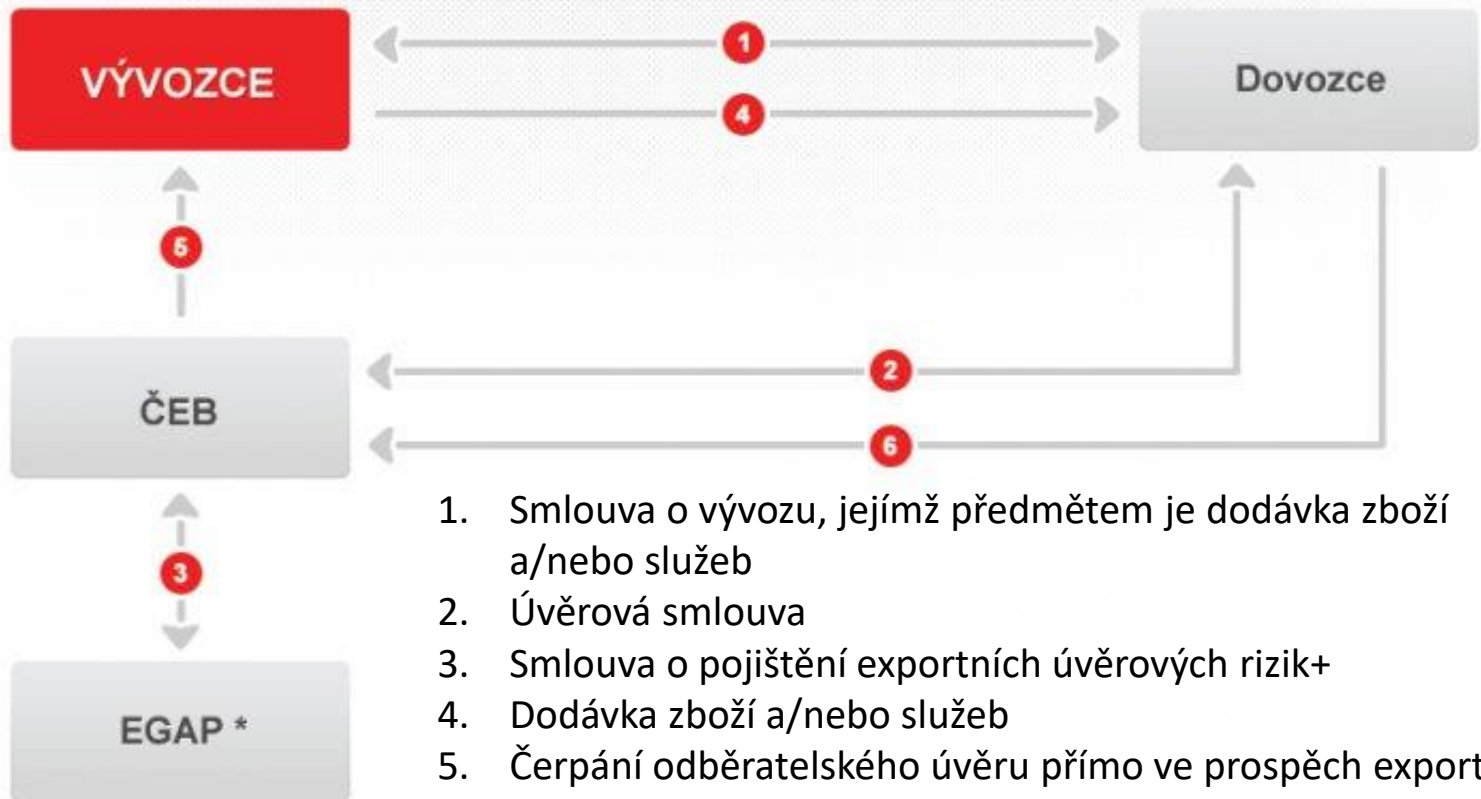 VÝVOZCE
1
Dovozce
4
5
2
ČEB
6
3
EGAP *
1. Smlouva o vývozu, jejímž předmětem je dodávka zboží
a/nebo služeb
2. Úvěrová smlouva
3. Smlouva o pojištění exportních úvěrových rizik+
4. Dodávka zboží a/nebo služeb
5. Čerpání odběratelského úvěru přímo ve prospěch export